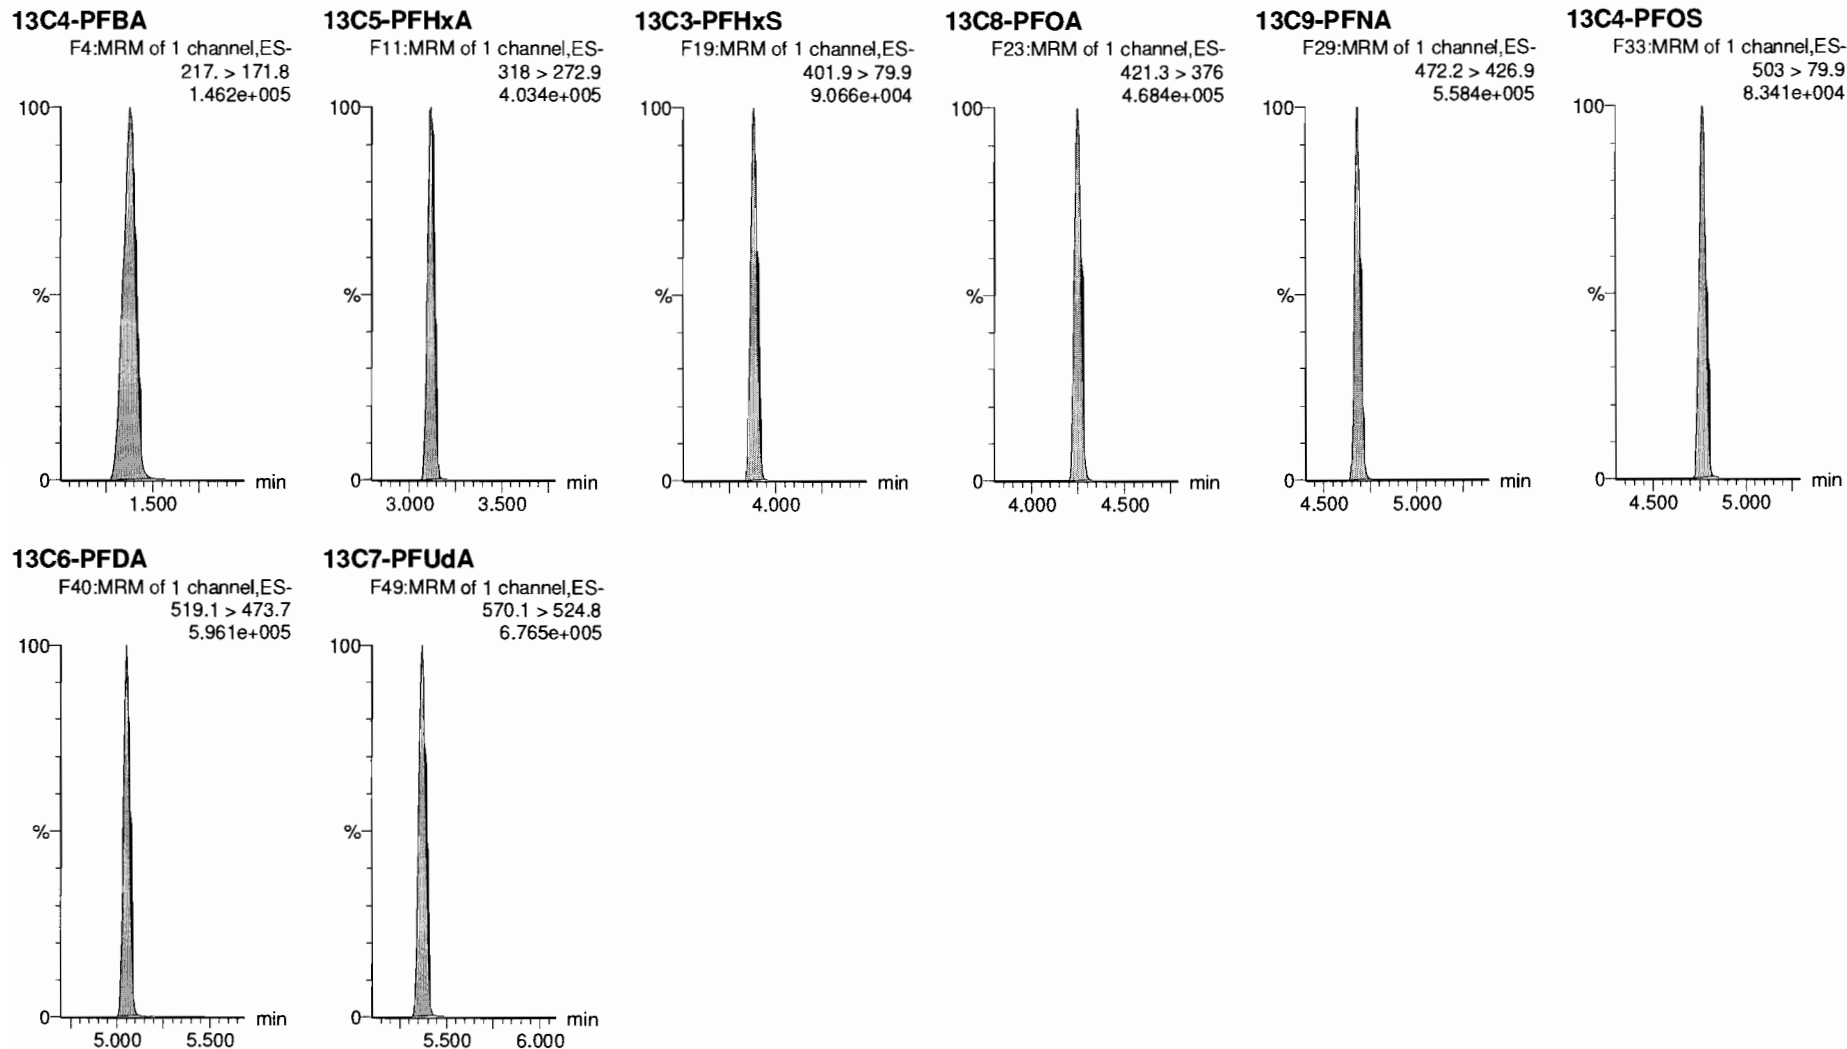 13C4-PFBA
F4:MRM of 1 channel,ES-
217. > 171.8
1.462e+005
100
%
0
min
1.500
13C5-PFHxA
F11:MRM of 1 channel,ES-
318 > 272.9
4.034e+005
100
%
0
min
3.000 3.500
13C3-PFHxS
F19:MRM of 1 channel,ES-
401.9 > 79.9
9.066e+004
100
%
0
min
4.000
13C8-PFOA
F23:MRM of 1 channel,ES-
421.3 > 376
4.684e+005
100
%
0
min
4.000 4.500
13C9-PFNA
F29:MRM of 1 channel,ES-
472.2 > 426.9
5.584e+005
100
%
0
min
4.500 5.000
13C4-PFOS
F33:MRM of 1 channel,ES-
503 > 79.9
8.341e+004
100
%
0
min
4.500 5.000
13C6-PFDA
F40:MRM of 1 channel,ES-
519.1 > 473.7
5.961e+005
100
%
0
min
5.000 5.500
13C7-PFUdA
F49:MRM of 1 channel,ES-
570.1 > 524.8
6.765e+005
100
%
0
min
5.500 6.000